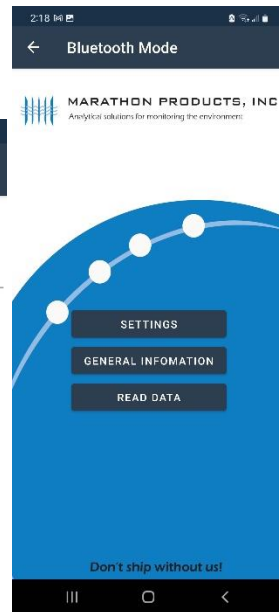 2:18
Bluetooth Mode
MARATHON PRODUCTS, INC
Analytical solutions for monitoring the environment
SETTINGS
GENERAL INFOMATION
READ DATA
Don't ship without us!